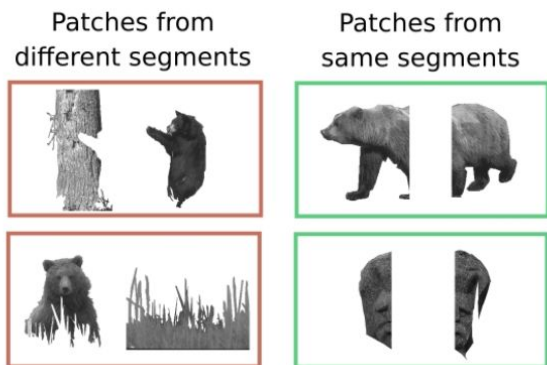 Patches from
different segments
Patches from
same segments